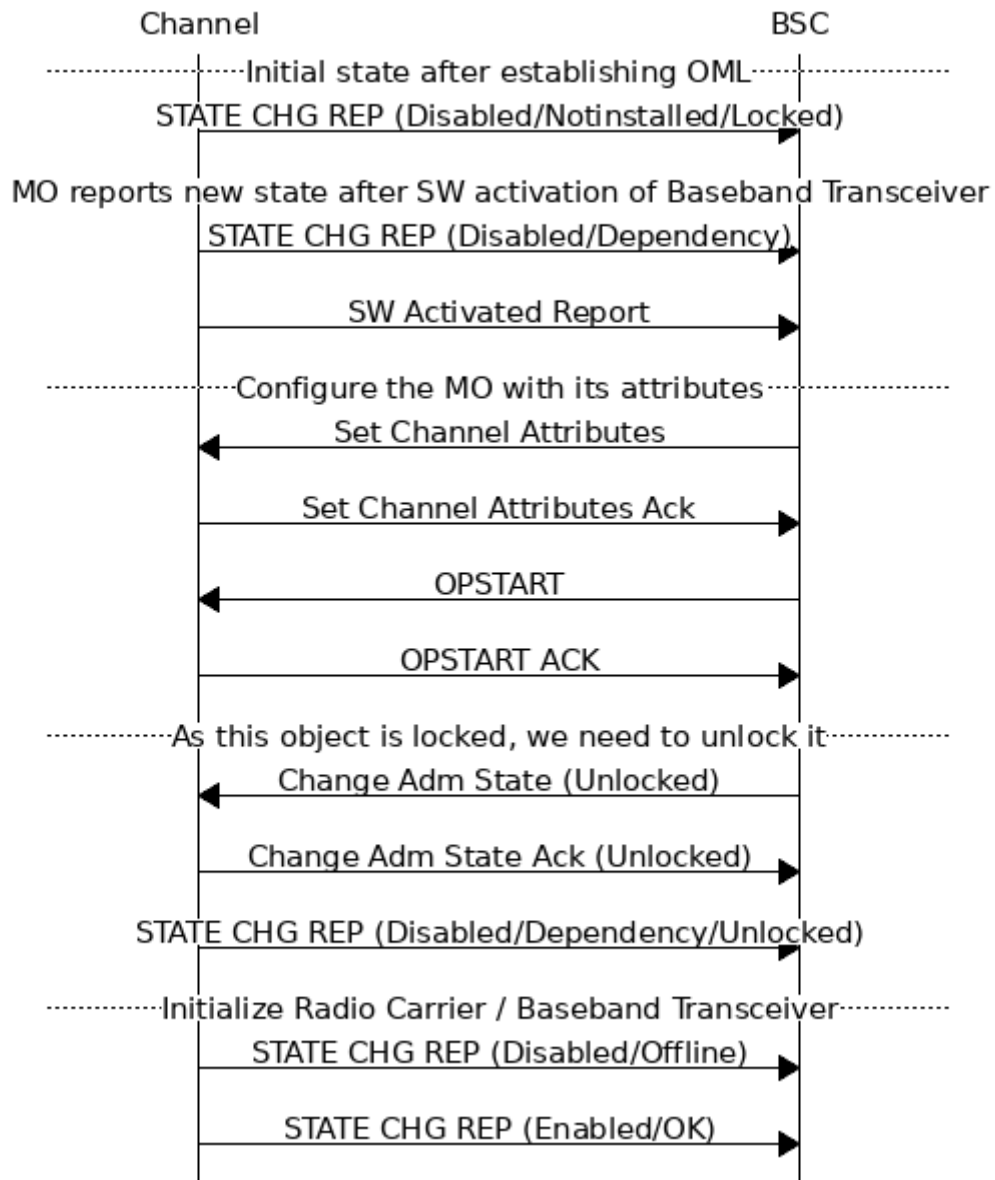 Channel BSC
Initial state after establishing OML
STATE CHG REP (Disabled/Notinstalled/Locked)
MO reports new state after SW activation of Baseband Transceiver
STATE CHG REP (Disabled/Dependency)
SW Activated Report
Configure the MO with its attributes
Set Channel Attributes
Set Channel Attributes Ack
OPSTART
OPSTART ACK
As this object is locked, we need to unlock it
Change Adm State (Unlocked)
Change Adm State Ack (Unlocked)
STATE CHG REP (Disabled/Dependency/Unlocked)
Initialize Radio Carrier / Baseband Transceiver
STATE CHG REP (Disabled/Offline)
STATE CHG REP (Enabled/OK)